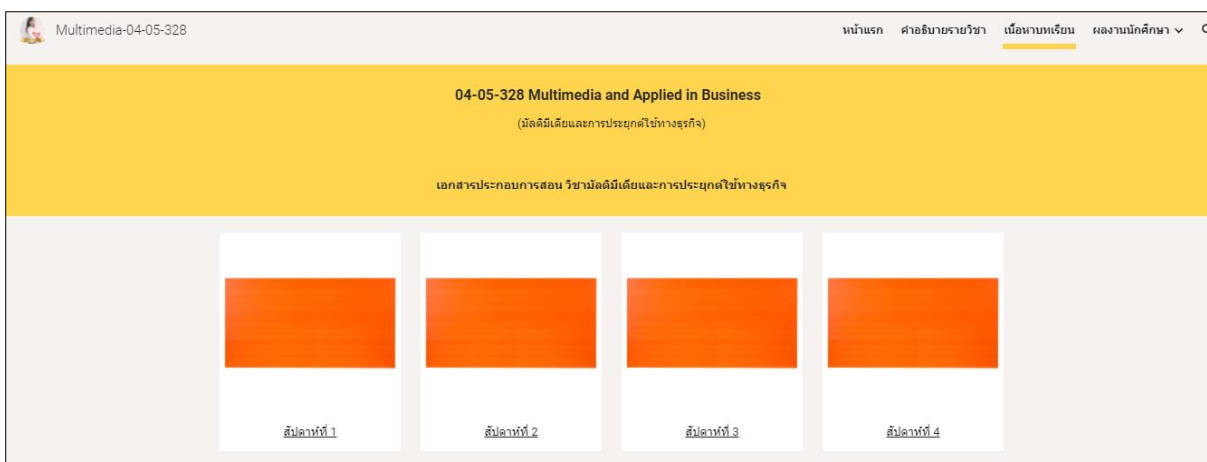 Multimedia-04-05-328
หน้าแรก คำอธิบายรายวิชา เนื้อหาบทเรียน ผลงานนักศึกษา
04-05-328 Multimedia and Applied in Business
(มัลติมีเดียและการประยุกต์ใช้ทางธุรกิจ)
เอกสารประกอบการสอน วิชามัลติมีเดียและการประยุกต์ใช้ทางธุรกิจ
สัปดาห์ที่ 1 สัปดาห์ที่ 2 สัปดาห์ที่ 3 สัปดาห์ที่ 4